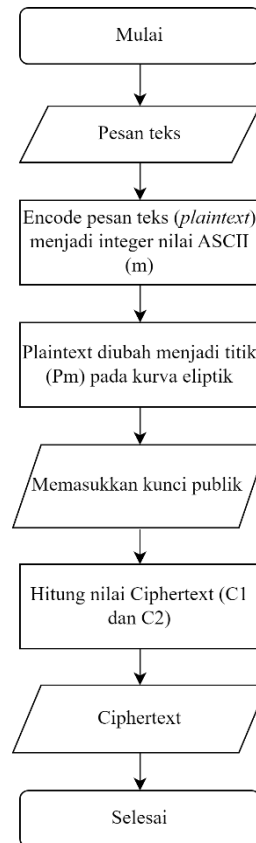 Mulai
Pesan teks
Encode pesan teks (plaintext)
menjadi integer nilai ASCII
(m)
Plaintext diubah menjadi titik
(Pm) pada kurva eliptik
Memasukkan kunci publik
Hitung nilai Ciphertext (C1
dan C2)
Ciphertext
Selesai